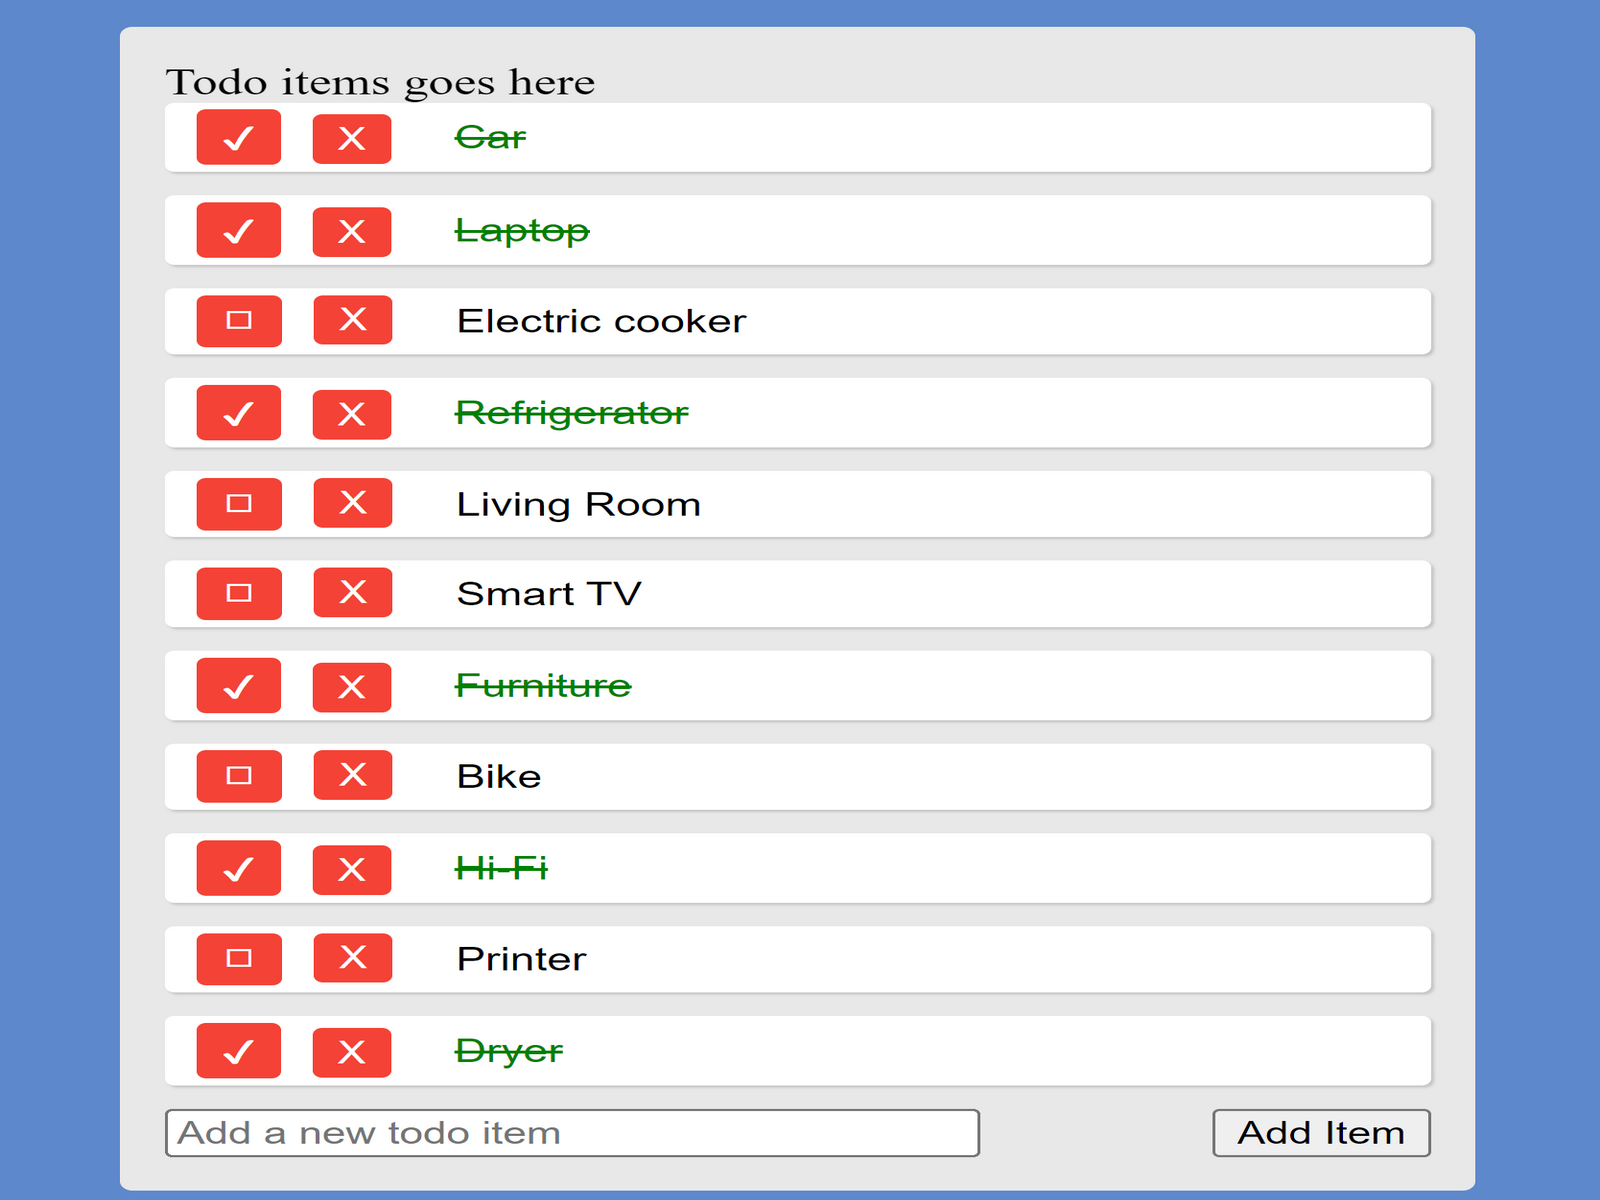 Todo items goes here
✓ X Car
✓ X Laptop
□ X Electric cooker
✓ X Refrigerator
□ X Living Room
□ X Smart TV
✓ X Furniture
□ X Bike
✓ X Hi-Fi
□ X Printer
✓ X Dryer
Add a new todo item Add Item